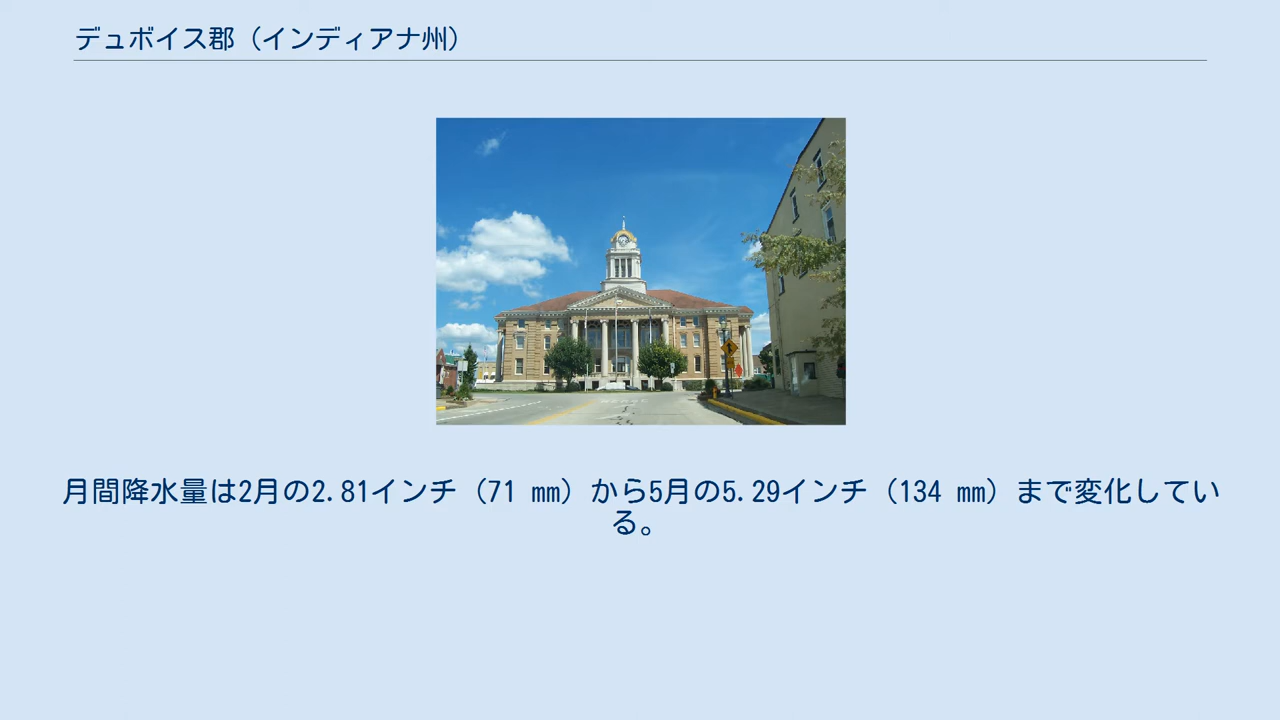 デュボイス郡（インディアナ州）
月間降水量は2月の2.81インチ（71 mm）から5月の5.29インチ（134 mm）まで変化してい
る。